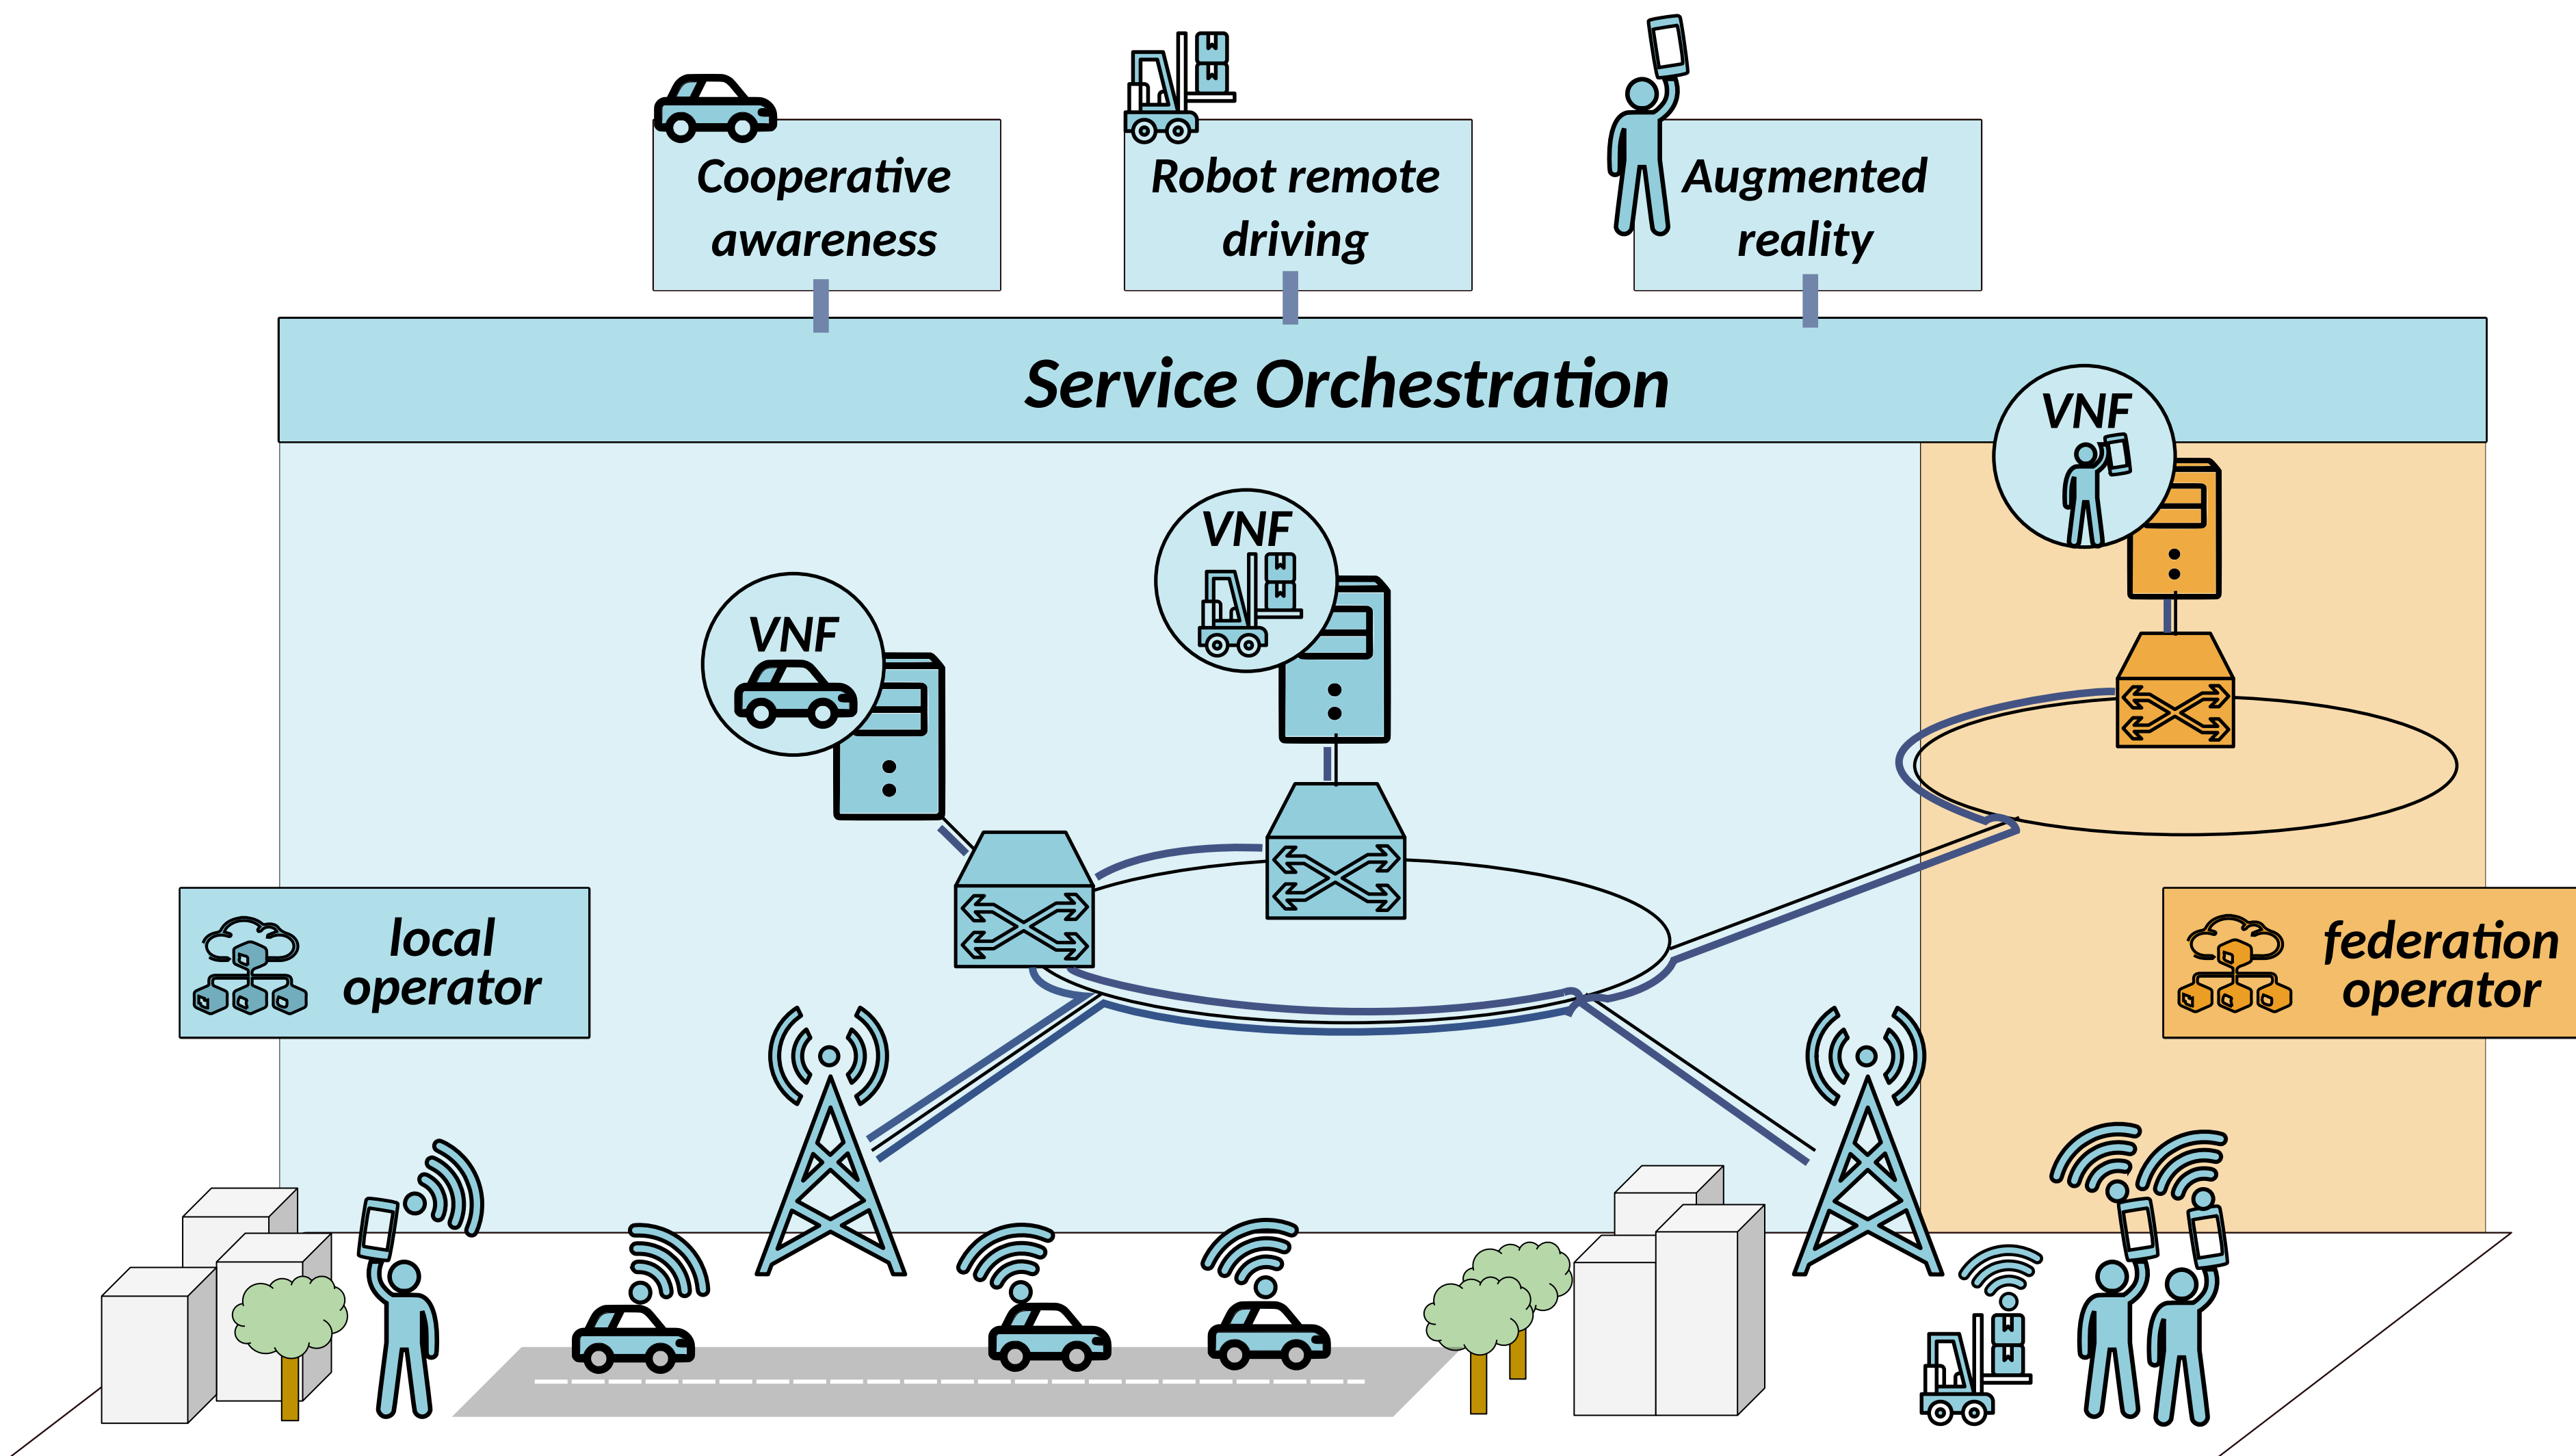 Cooperative
awareness
Robot remote
driving
Augmented
reality
Service Orchestration
VNF
VNF
VNF
local
operator
federation
operator